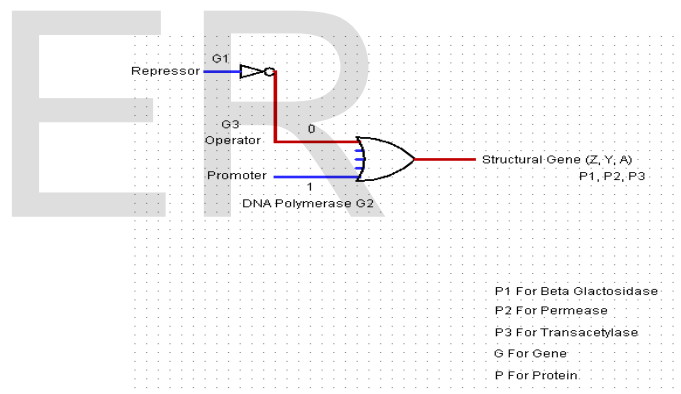 ER
G1
Repressor
G3
0
Operator
Structural Gene (Z, Y, A)
P1, P2, P3
Promoter
1
DNA Polymerase G2
P1 For Beta Glactosidase
P2 For Permease
P3 For Transacetylase
G For Gene
P For Protein